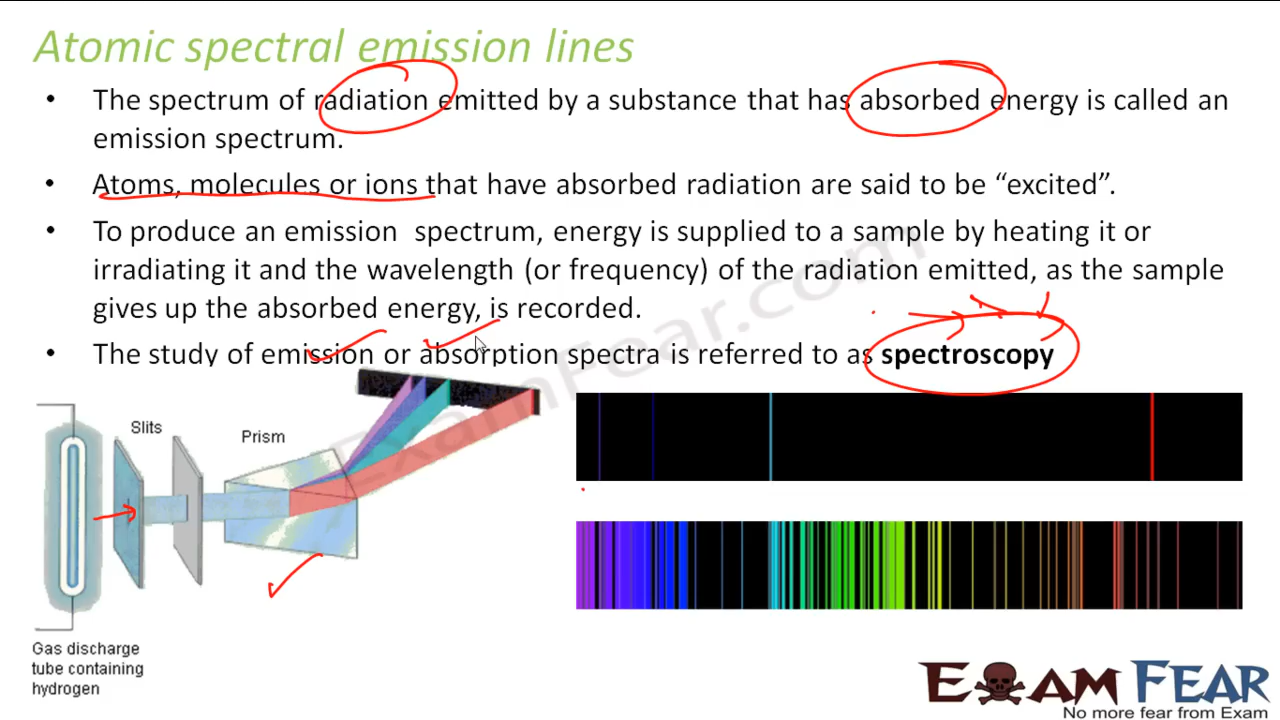 Atomic spectral emission lines
• The spectrum of radiation emitted by a substance that has absorbed energy is called an
emission spectrum.
• Atoms, molecules or ions that have absorbed radiation are said to be “excited”.
• To produce an emission spectrum, energy is supplied to a sample by heating it or
irradiating it and the wavelength (or frequency) of the radiation emitted, as the sample
gives up the absorbed energy, is recorded.
• The study of emission or absorption spectra is referred to as spectroscopy
Slits
Prism
Gas discharge
tube containing
hydrogen
ExamFear.com
EXAM FEAR
No more fear from Exam